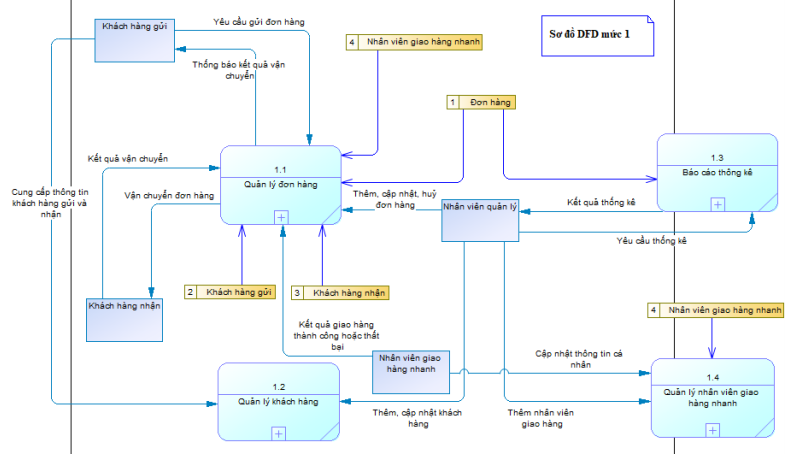 Khách hàng gửi
Yêu cầu gửi đơn hàng
Thống báo kết quả vận
chuyển
4 Nhân viên giao hàng nhanh
Sơ đồ DFD mức 1
1 Đơn hàng
1.1
Quản lý đơn hàng
1.3
Báo cáo thống kê
Kết quả vận chuyển
Cung cấp thông tin
khách hàng gửi và
nhận
Vận chuyển đơn hàng
Thêm, cập nhật, huỷ
đơn hàng
Nhân viên quản lý
Kết quả thống kê
Yêu cầu thống kê
2 Khách hàng gửi
3 Khách hàng nhận
Khách hàng nhận
4 Nhân viên giao hàng nhanh
Kết quả giao hàng
thành công hoặc thất
bại
Nhân viên giao
hàng nhanh
Cập nhật thông tin cá
nhân
1.2
Quản lý khách hàng
1.4
Quản lý nhân viên giao
hàng nhanh
Thêm, cập nhật khách
hàng
Thêm nhân viên
giao hàng